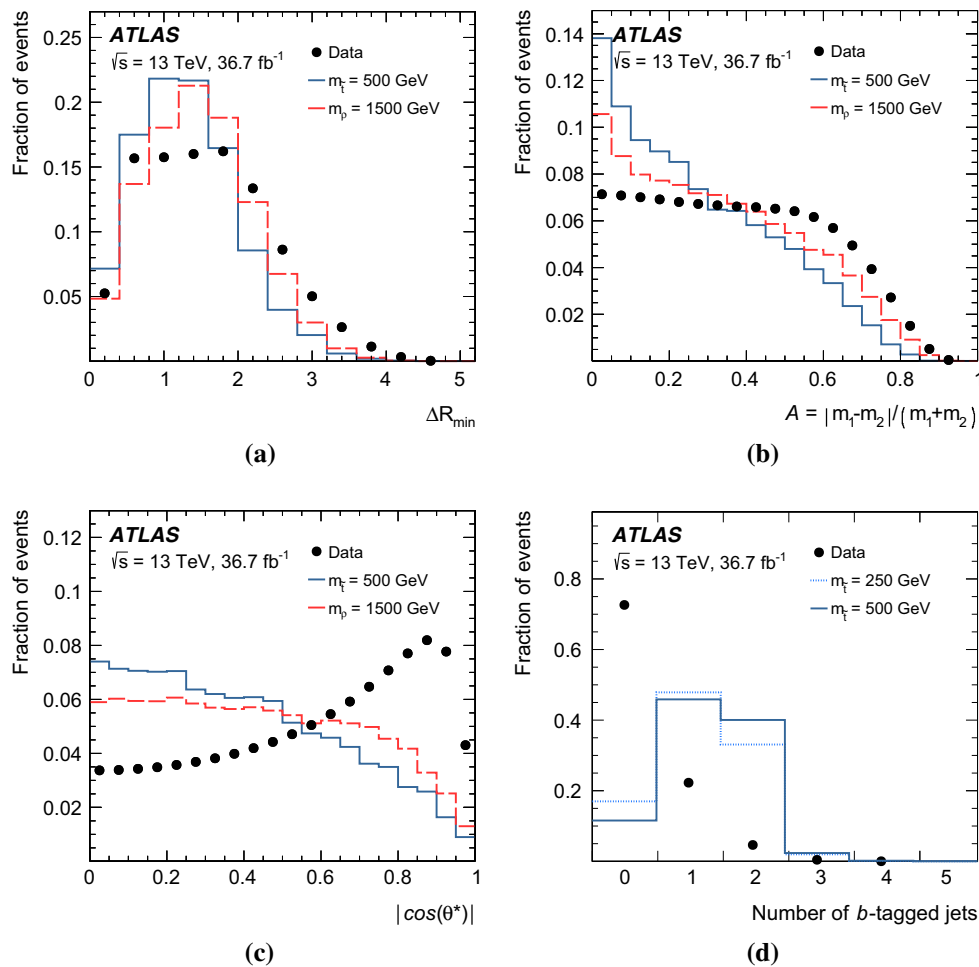 ATLAS
√s = 13 TeV, 36.7 fb⁻¹
Data
m_t̃ = 500 GeV
m_ρ = 1500 GeV
Fraction of events
0.25
0.2
0.15
0.1
0.05
0 1 2 3 4 5
ΔR_min
(a)
ATLAS
√s = 13 TeV, 36.7 fb⁻¹
Data
m_t̃ = 500 GeV
m_ρ = 1500 GeV
Fraction of events
0.14
0.12
0.1
0.08
0.06
0.04
0.02
0 0.2 0.4 0.6 0.8 1
A = |m_1-m_2|/(m_1+m_2)
(b)
ATLAS
√s = 13 TeV, 36.7 fb⁻¹
Data
m_t̃ = 500 GeV
m_ρ = 1500 GeV
Fraction of events
0.12
0.1
0.08
0.06
0.04
0.02
0 0.2 0.4 0.6 0.8 1
|cos(θ*)|
(c)
ATLAS
√s = 13 TeV, 36.7 fb⁻¹
Data
m_t̃ = 250 GeV
m_t̃ = 500 GeV
Fraction of events
0.8
0.6
0.4
0.2
0 1 2 3 4 5
Number of b-tagged jets
(d)